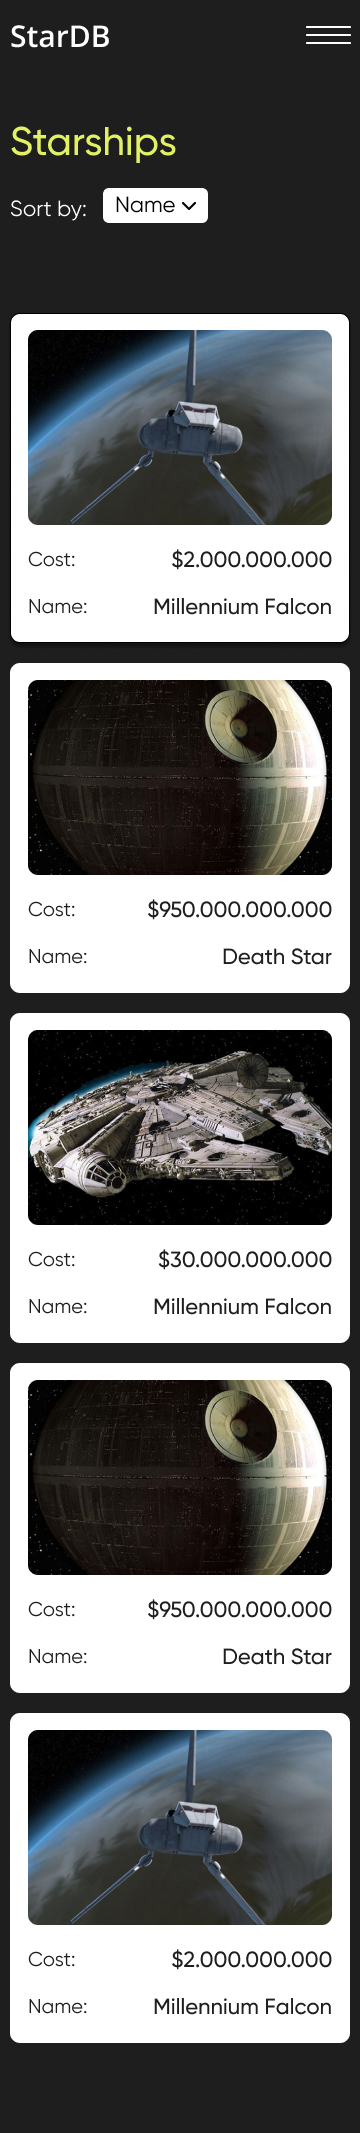 StarDB
Starships
Sort by: Name
Cost: $2.000.000.000
Name: Millennium Falcon
Cost: $950.000.000.000
Name: Death Star
Cost: $30.000.000.000
Name: Millennium Falcon
Cost: $950.000.000.000
Name: Death Star
Cost: $2.000.000.000
Name: Millennium Falcon